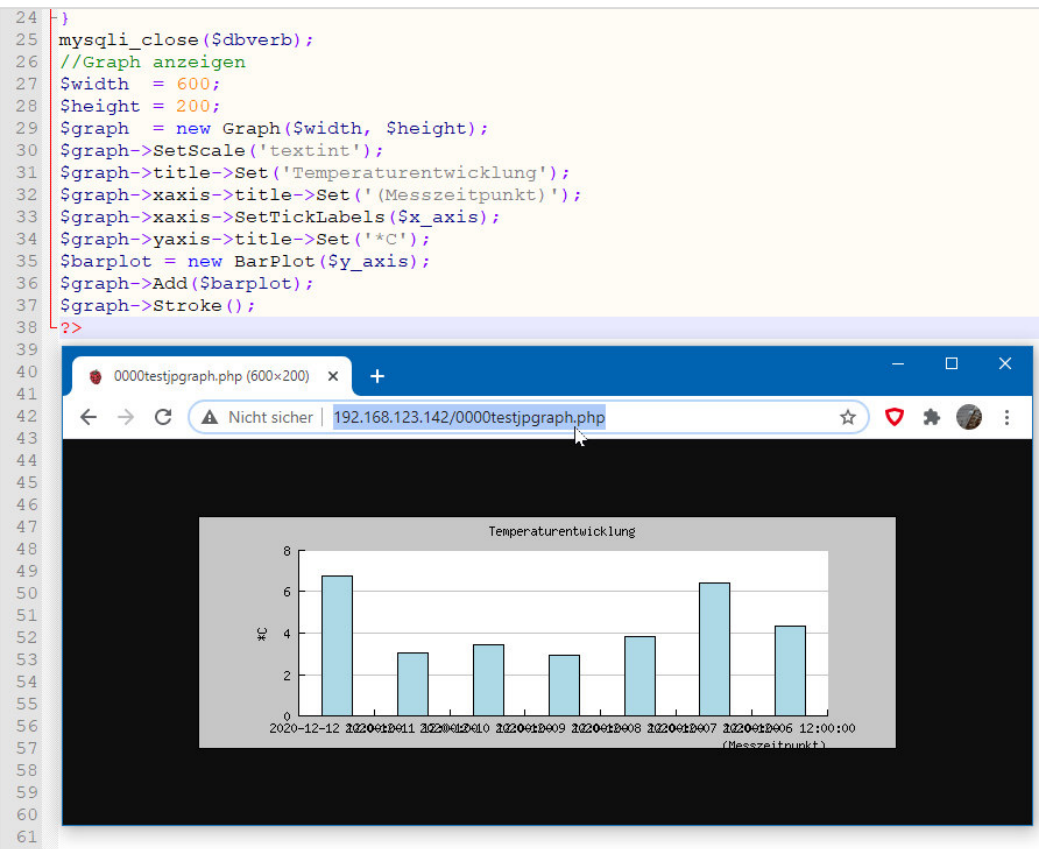 24 }
25 mysqli_close($dbverb);
26 //Graph anzeigen
27 $width  = 600;
28 $height = 200;
29 $graph  = new Graph($width, $height);
30 $graph->SetScale('textint');
31 $graph->title->Set('Temperaturentwicklung');
32 $graph->xaxis->title->Set('(Messzeitpunkt)');
33 $graph->xaxis->SetTickLabels($x_axis);
34 $graph->yaxis->title->Set('*C');
35 $barplot = new BarPlot($y_axis);
36 $graph->Add($barplot);
37 $graph->Stroke();
38 ?>
39
40
41
42
43
44
45
46
47
48
49
50
51
52
53
54
55
56
57
58
59
60
61
0000testjpgraph.php (600×200)
Nicht sicher | 192.168.123.142/0000testjpgraph.php
Temperaturentwicklung
8
6
*C
4
2
0
2020-12-12 12:00:00
(Messzeitpunkt)